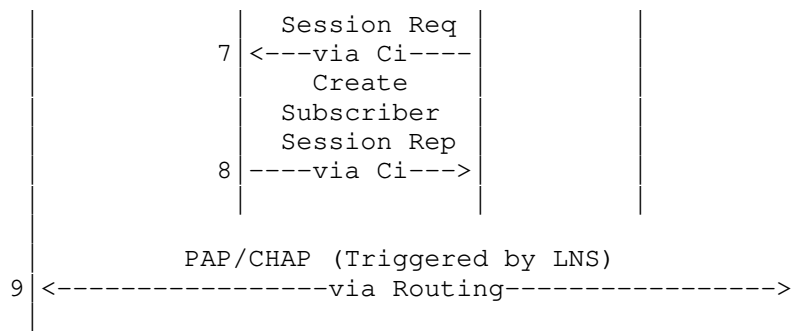 |             |  Session Req |         |
|            7|<---via Ci----|         |
|             |    Create    |         |
|             |  Subscriber  |         |
|             |  Session Rep |         |
|            8|----via Ci--->|         |
|             |              |         |
|
|         PAP/CHAP (Triggered by LNS)
9|<-----------------via Routing----------------->
|